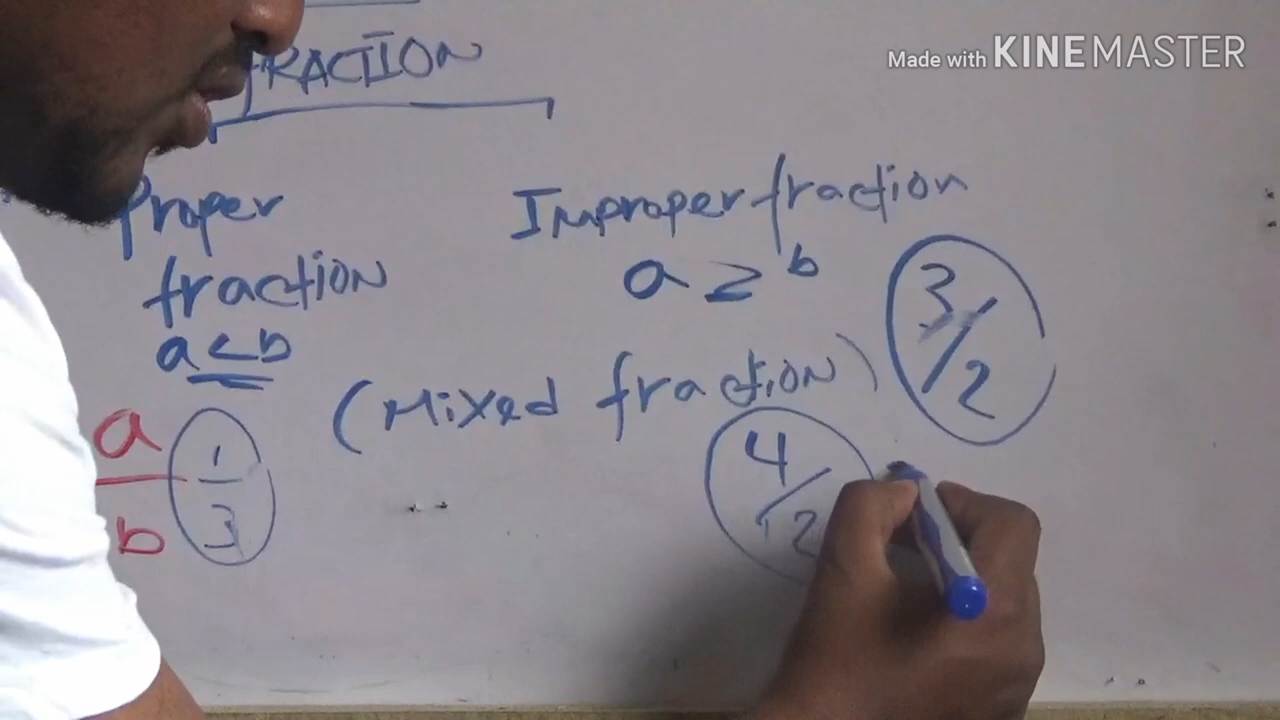 Made with KINEMASTER
FRACTION
Proper
fraction
a < b
a
b
1
3
Improper fraction
a ≥ b
3/2
(Mixed fraction)
4/2